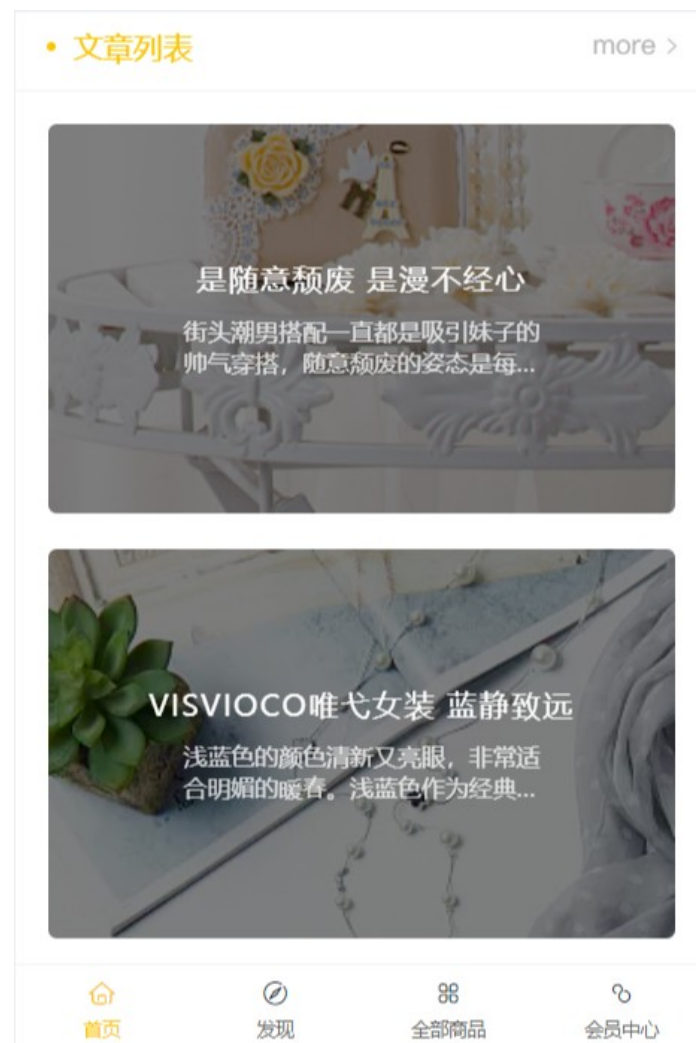 文章列表
more >
是随意颓废 是漫不经心
街头潮男搭配一直都是吸引妹子的
帅气穿搭，随意颓废的姿态是每...
VISVIOCO唯弋女装 蓝静致远
浅蓝色的颜色清新又亮眼，非常适
合明媚的暖春。浅蓝色作为经典...
首页
发现
全部商品
会员中心